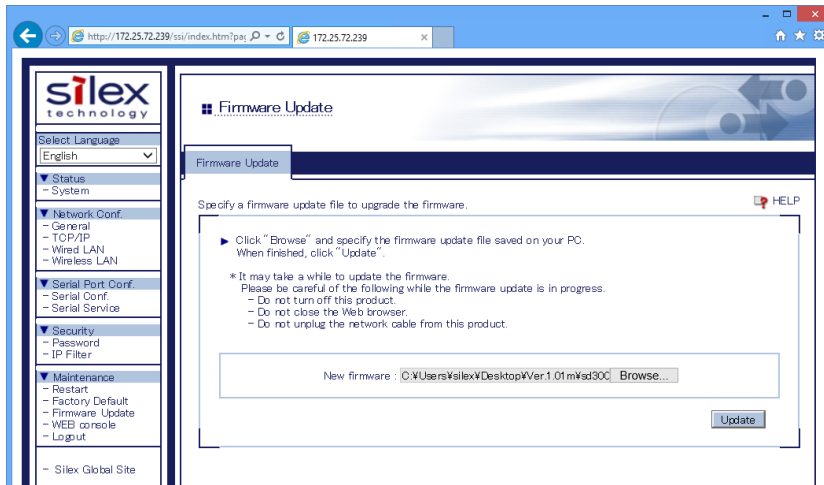 http://172.25.72.239/ssi/index.htm?pag
172.25.72.239
silex
technology
Select Language
English
▼ Status
- System
▼ Network Conf.
- General
- TCP/IP
- Wired LAN
- Wireless LAN
▼ Serial Port Conf.
- Serial Conf.
- Serial Service
▼ Security
- Password
- IP Filter
▼ Maintenance
- Restart
- Factory Default
- Firmware Update
- WEB console
- Logout
- Silex Global Site
Firmware Update
Firmware Update
Specify a firmware update file to upgrade the firmware.
HELP
Click "Browse" and specify the firmware update file saved on your PC.
When finished, click "Update".
* It may take a while to update the firmware.
Please be careful of the following while the firmware update is in progress.
- Do not turn off this product.
- Do not close the Web browser.
- Do not unplug the network cable from this product.
New firmware : C:¥Users¥silex¥Desktop¥Ver.1.01m¥sd300 Browse...
Update